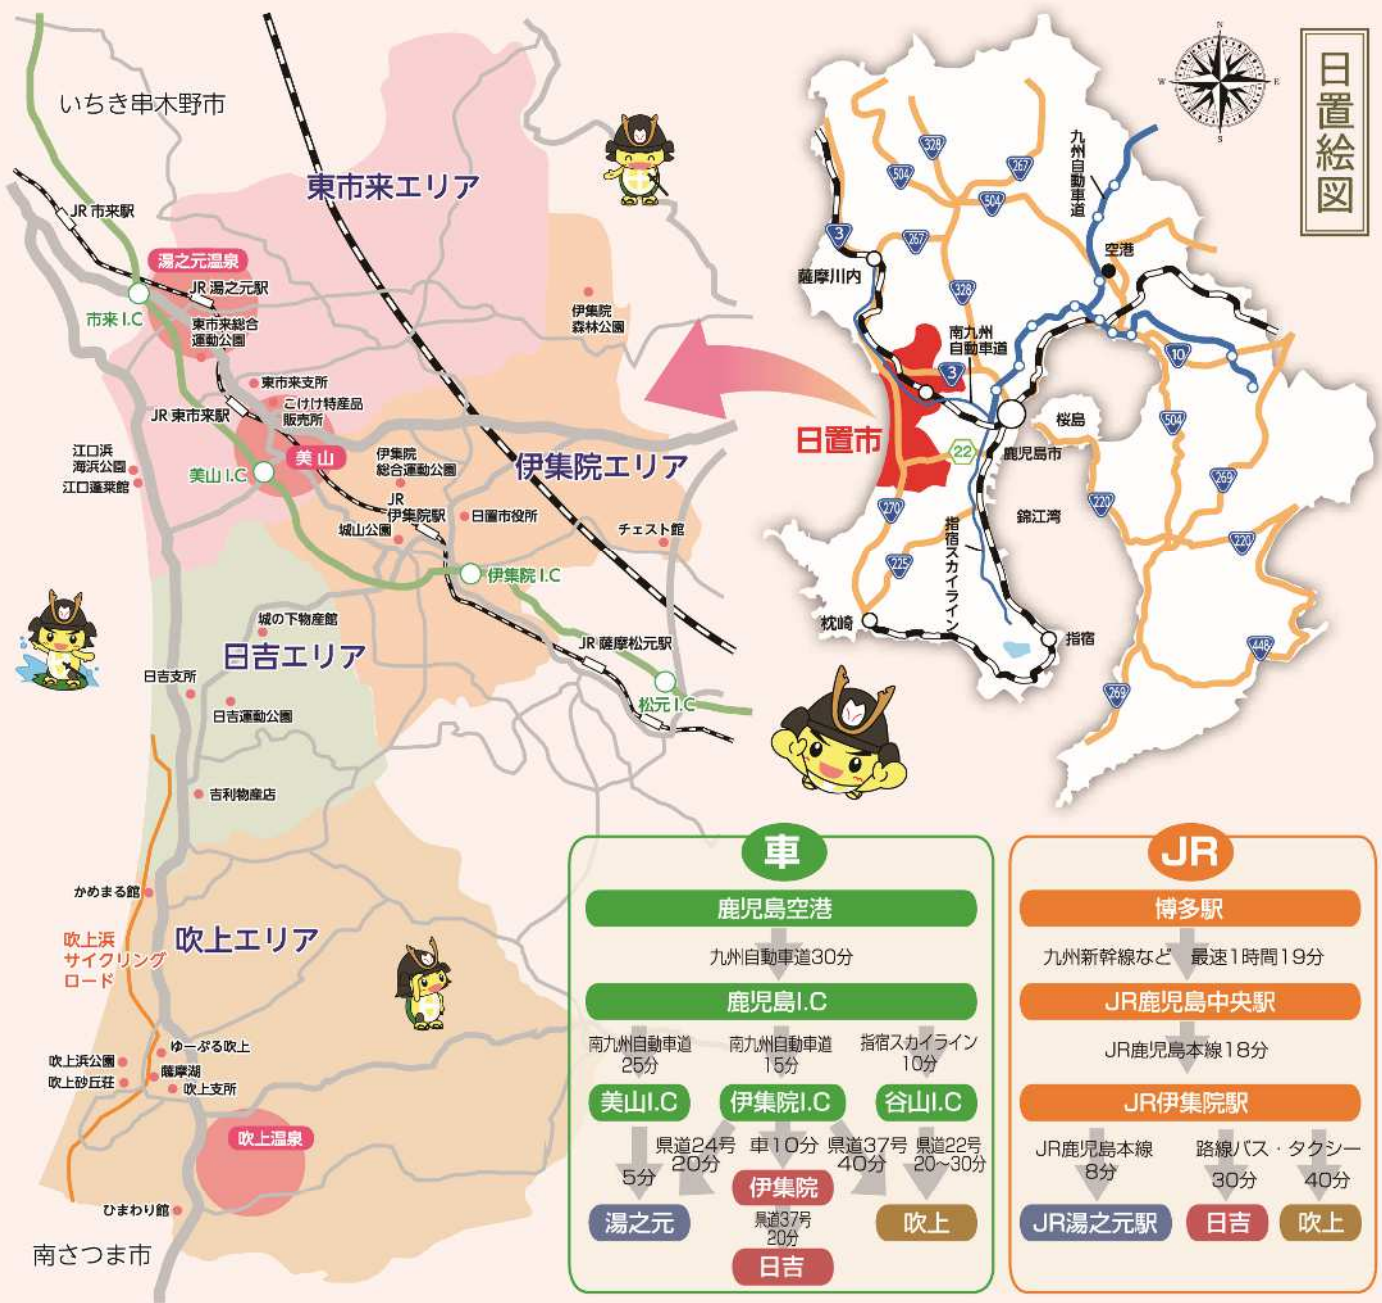 日置絵図
N
W
E
S
いちき串木野市
東市来エリア
JR 市来駅
湯之元温泉
JR 湯之元駅
市来 I.C
東市来総合
運動公園
伊集院
森林公園
東市来支所
こけけ特産品
販売所
JR 東市来駅
美山
江口浜
海浜公園
江口蓬莱館
美山 I.C
伊集院
総合運動公園
伊集院エリア
JR
伊集院駅
日置市役所
城山公園
チェスト館
伊集院 I.C
城の下物産館
日吉エリア
JR 薩摩松元駅
日吉支所
松元 I.C
日吉運動公園
吉利物産店
かめまる館
吹上エリア
吹上浜
サイクリング
ロード
ゆーぷる吹上
吹上浜公園
薩摩湖
吹上砂丘荘
吹上支所
吹上温泉
ひまわり館
南さつま市
328
504
267
504
九州自動車道
3
267
空港
薩摩川内
328
南九州
自動車道
3
10
日置市
桜島
504
22
鹿児島市
269
270
錦江湾
220
220
225
指宿スカイライン
枕崎
指宿
448
269
車
鹿児島空港
九州自動車道30分
鹿児島I.C
南九州自動車道
25分
南九州自動車道
15分
指宿スカイライン
10分
美山I.C
伊集院I.C
谷山I.C
5分
県道24号
20分
車10分
県道37号
40分
県道22号
20~30分
伊集院
湯之元
県道37号
20分
吹上
日吉
JR
博多駅
九州新幹線など 最速1時間19分
JR鹿児島中央駅
JR鹿児島本線18分
JR伊集院駅
JR鹿児島本線
8分
路線バス・タクシー
30分
40分
JR湯之元駅
日吉
吹上